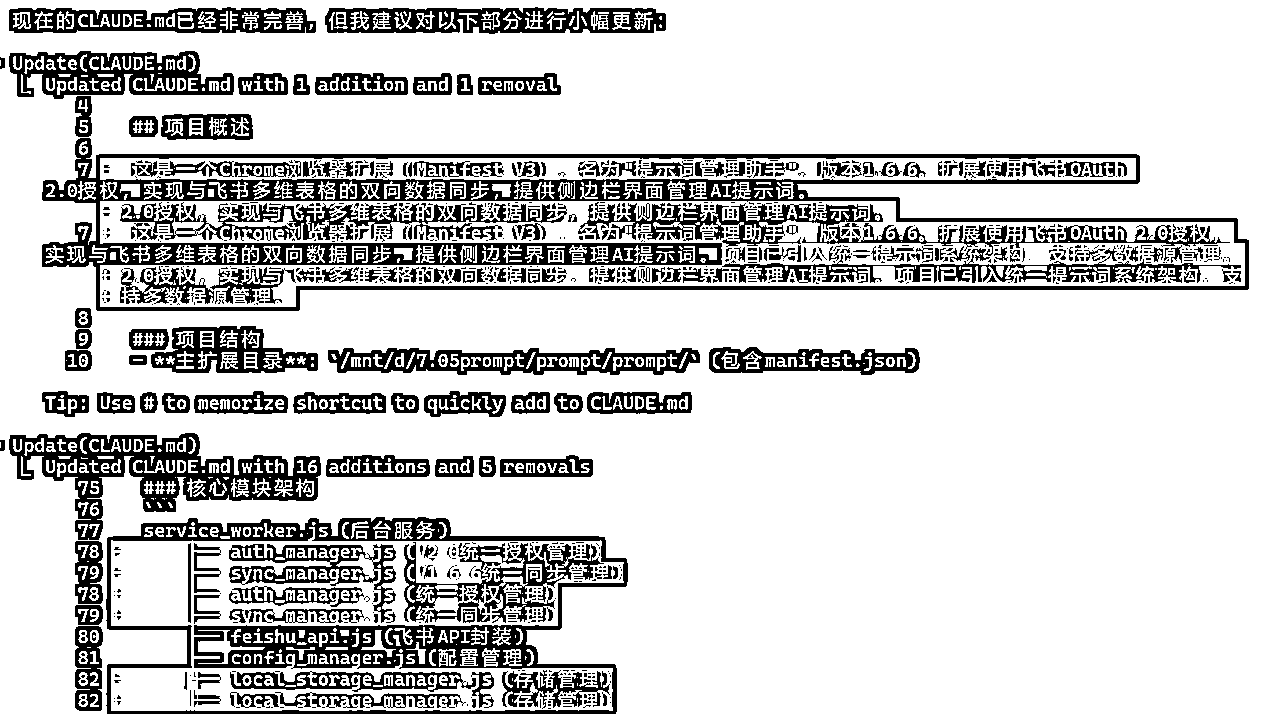 现在的CLAUDE.md已经非常完善，但我建议对以下部分进行小幅更新：
Update(CLAUDE.md)
Updated CLAUDE.md with 1 addition and 1 removal
4
5 ## 项目概述
6
7 这是一个Chrome浏览器扩展（Manifest V3），名为"提示词管理助手"，版本1.6.6。扩展使用飞书OAuth
2.0授权，实现与飞书多维表格的双向数据同步，提供侧边栏界面管理AI提示词。
2.0授权，实现与飞书多维表格的双向数据同步，提供侧边栏界面管理AI提示词。
7 这是一个Chrome浏览器扩展（Manifest V3），名为"提示词管理助手"，版本1.6.6。扩展使用飞书OAuth 2.0授权，
实现与飞书多维表格的双向数据同步，提供侧边栏界面管理AI提示词。项目已引入统一提示词系统架构，支持多数据源管理。
2.0授权，实现与飞书多维表格的双向数据同步，提供侧边栏界面管理AI提示词。项目已引入统一提示词系统架构，支
持多数据源管理。
8
9 ### 项目结构
10 - **主扩展目录**: `/mnt/d/7.05prompt/prompt/prompt/` (包含manifest.json)
Tip: Use # to memorize shortcut to quickly add to CLAUDE.md
Update(CLAUDE.md)
Updated CLAUDE.md with 16 additions and 5 removals
75 ### 核心模块架构
76 ```
77 service_worker.js (后台服务)
78 ├── auth_manager.js (V2.0统一授权管理)
79 ├── sync_manager.js (V1.6.6统一同步管理)
78 ├── auth_manager.js (统一授权管理)
79 ├── sync_manager.js (统一同步管理)
80 ├── feishu_api.js (飞书API封装)
81 ├── config_manager.js (配置管理)
82 ├── local_storage_manager.js (存储管理)
82 ├── local_storage_manager.js (存储管理)